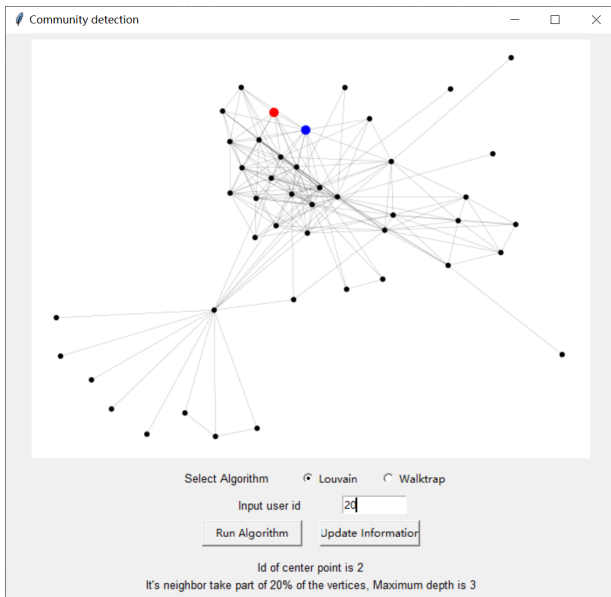 Community detection
Select Algorithm Louvain Walktrap
Input user id 20
Run Algorithm Update Information
Id of center point is 2
It's neighbor take part of 20% of the vertices, Maximum depth is 3